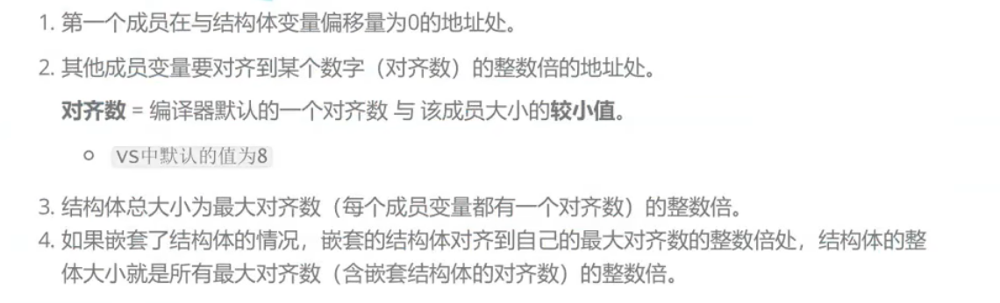 1. 第一个成员在与结构体变量偏移量为0的地址处。
2. 其他成员变量要对齐到某个数字（对齐数）的整数倍的地址处。
对齐数 = 编译器默认的一个对齐数 与 该成员大小的较小值。
VS中默认的值为8
3. 结构体总大小为最大对齐数（每个成员变量都有一个对齐数）的整数倍。
4. 如果嵌套了结构体的情况，嵌套的结构体对齐到自己的最大对齐数的整数倍处，结构体的整
体大小就是所有最大对齐数（含嵌套结构体的对齐数）的整数倍。